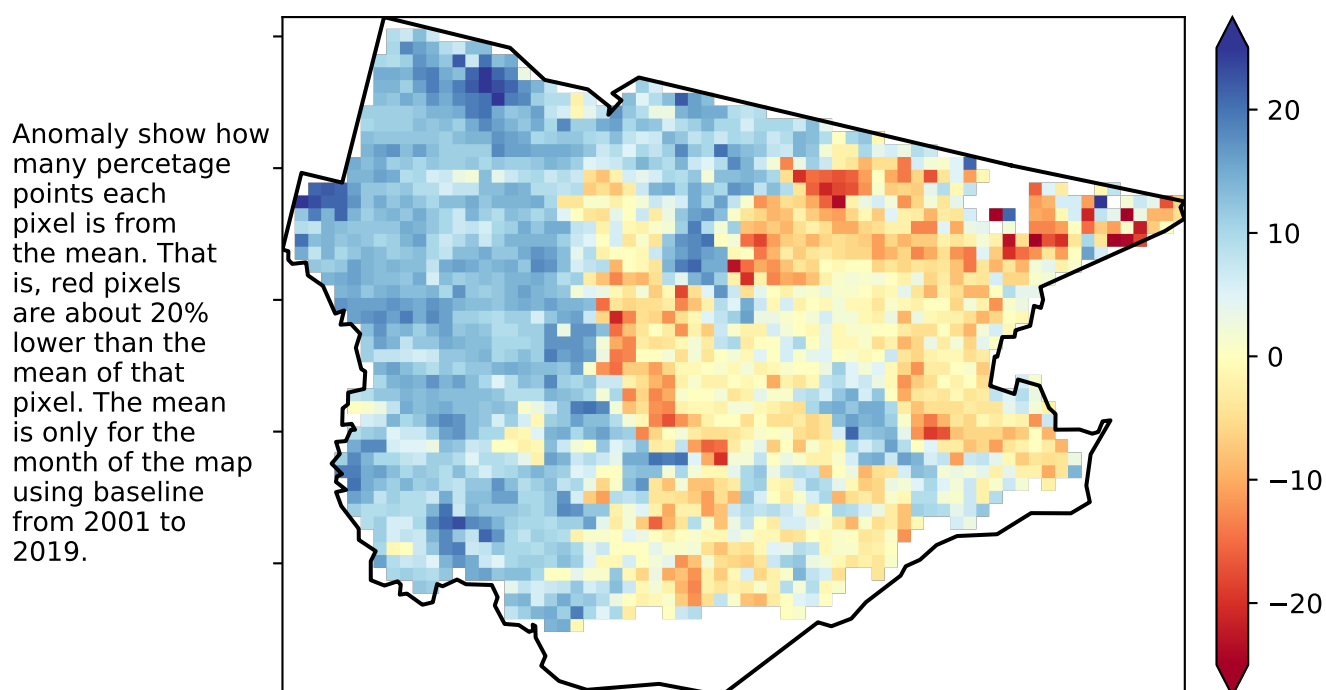 Anomaly show how
many percetage
points each
pixel is from
the mean. That
is, red pixels
are about 20%
lower than the
mean of that
pixel. The mean
is only for the
month of the map
using baseline
from 2001 to
2019.
20
10
0
−10
−20